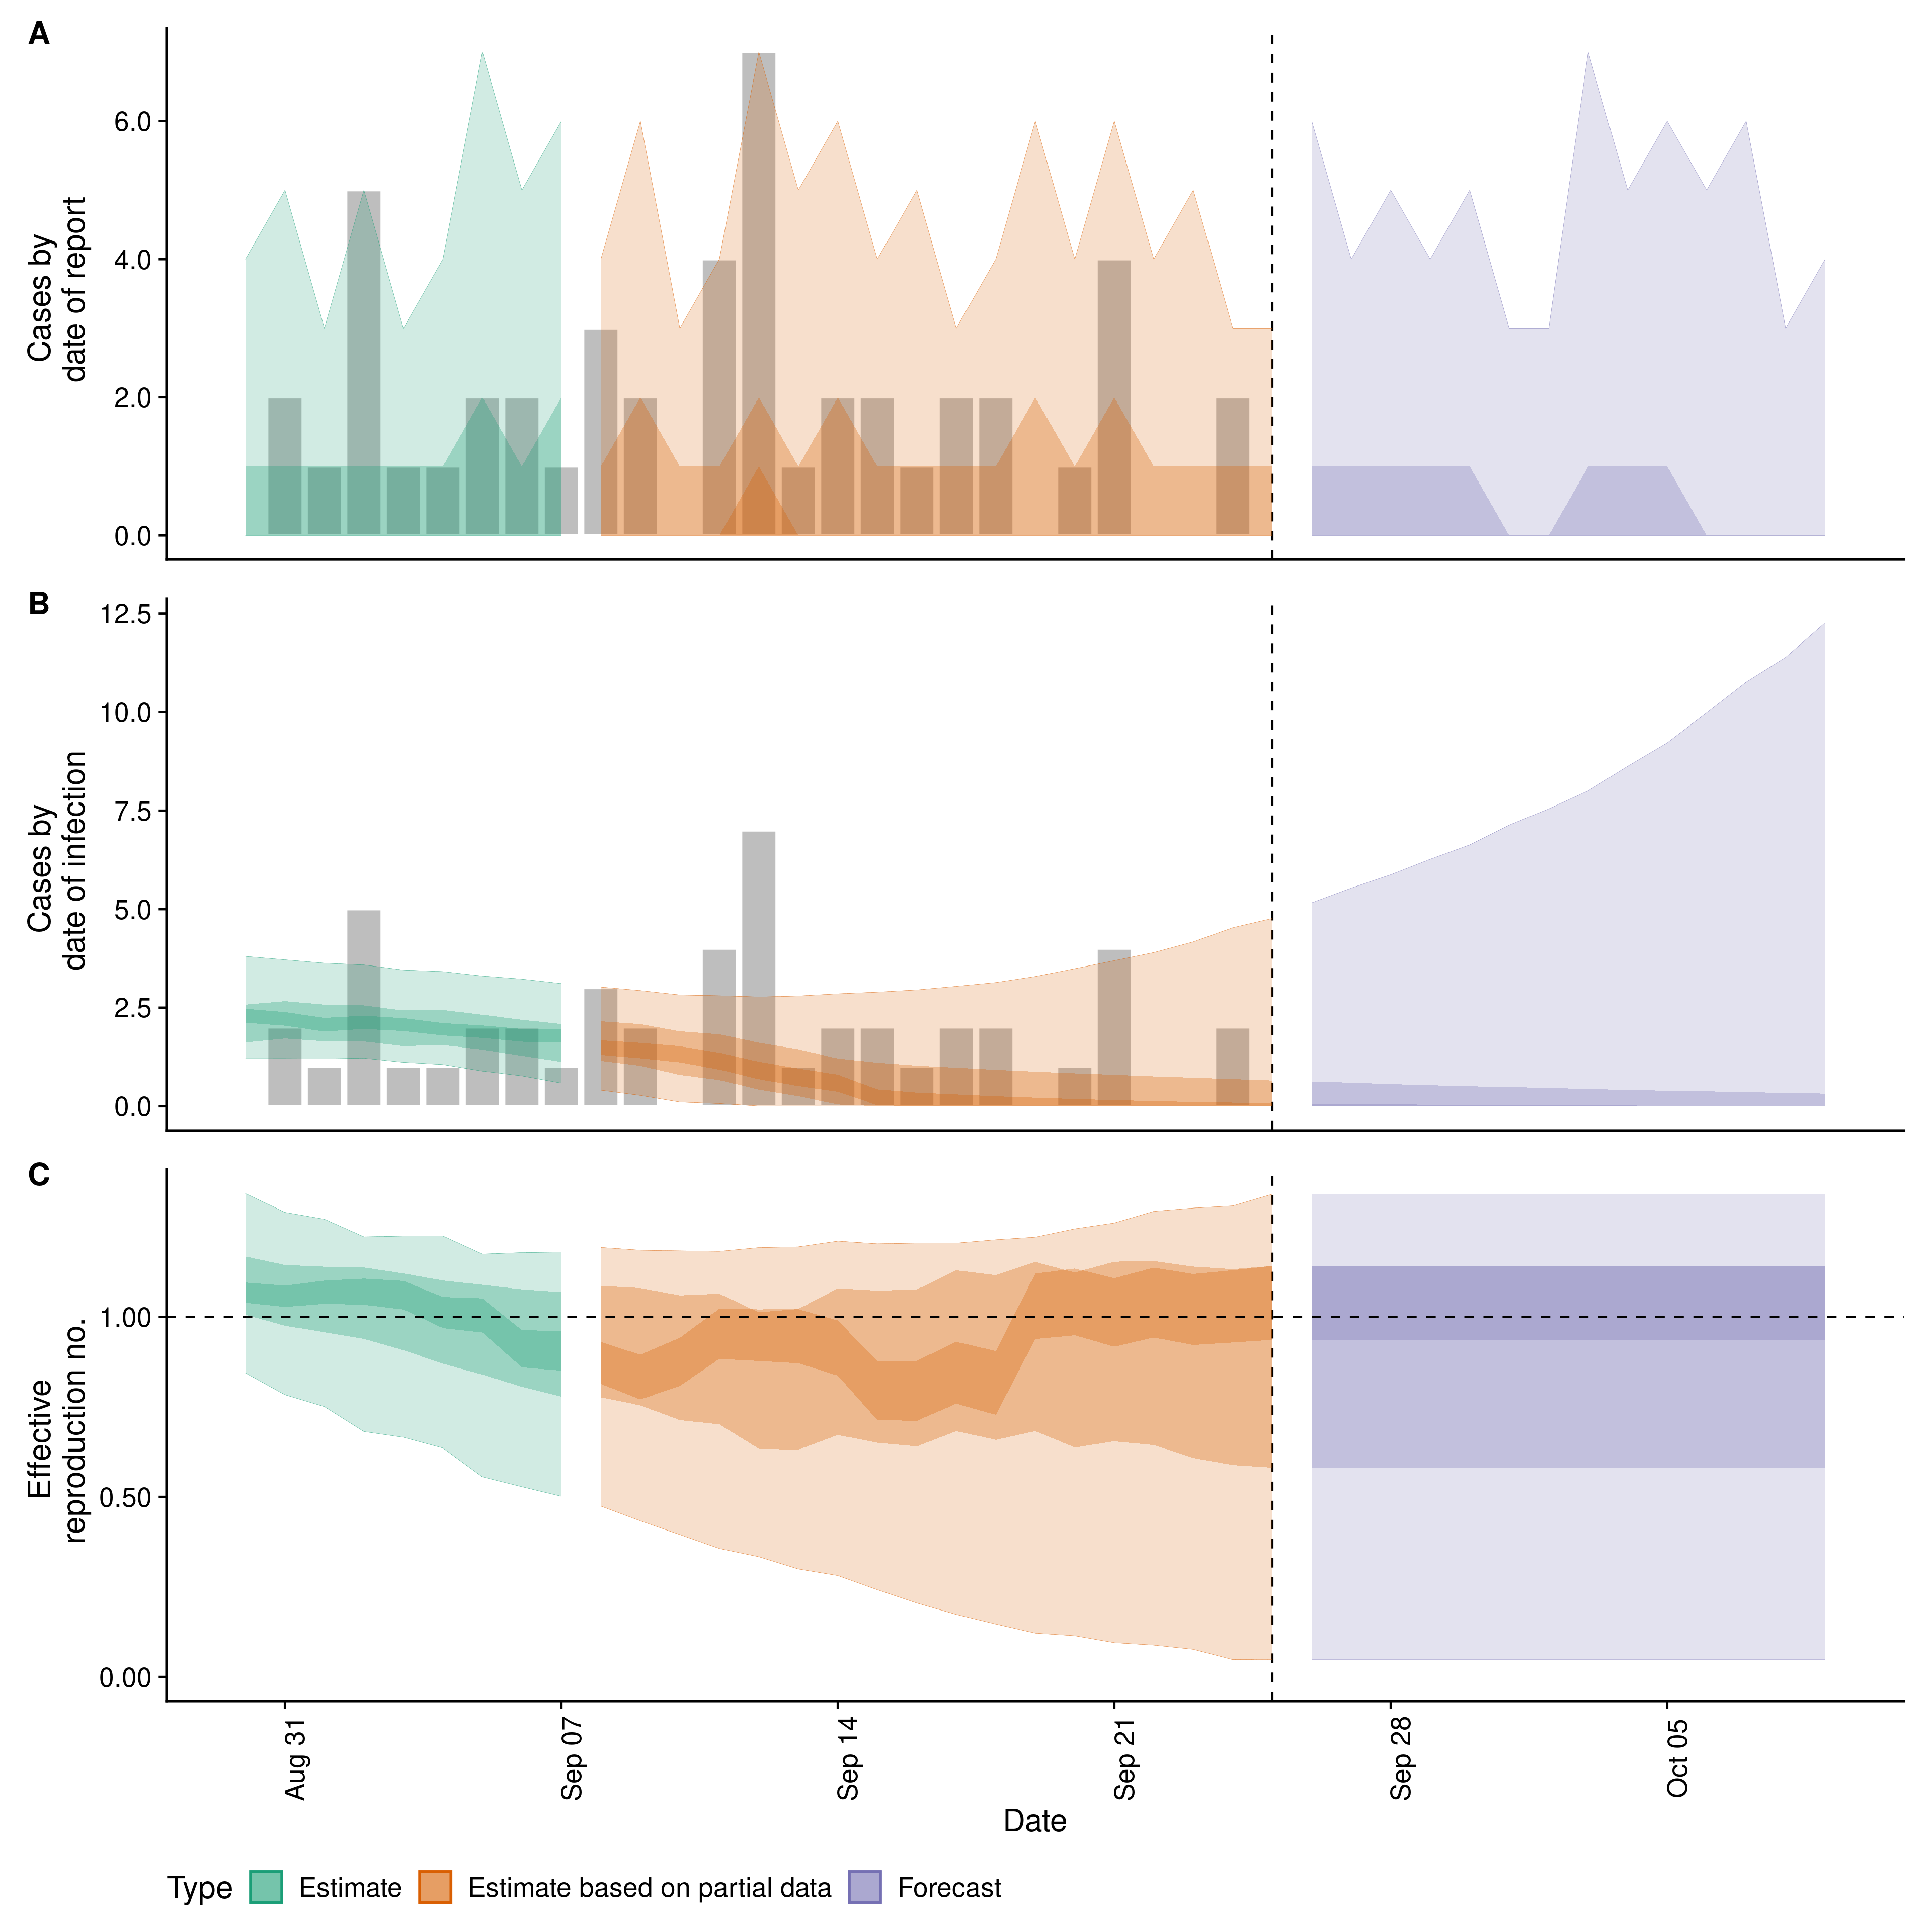 A
Cases by
date of report
6.0
4.0
2.0
0.0
B
Cases by
date of infection
12.5
10.0
7.5
5.0
2.5
0.0
C
Effective
reproduction no.
1.00
0.50
0.00
Aug 31
Sep 07
Sep 14
Sep 21
Sep 28
Oct 05
Date
Type
Estimate
Estimate based on partial data
Forecast